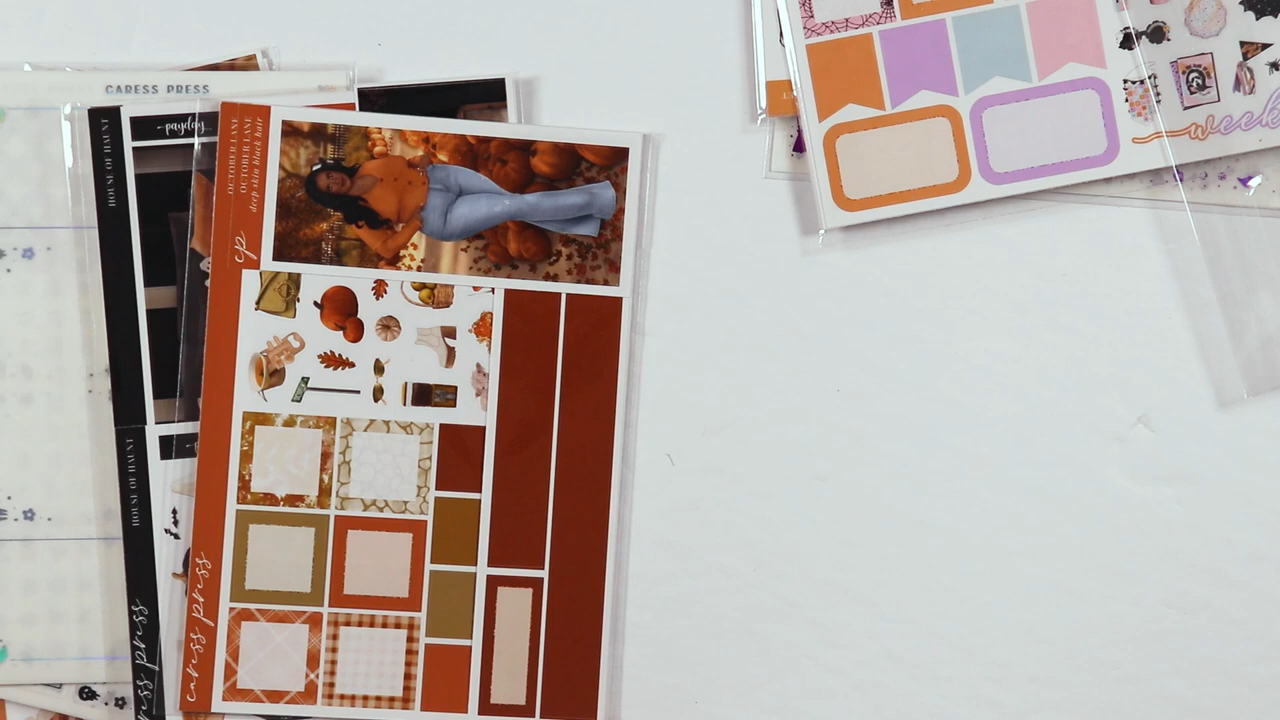 CARESS PRESS
payday
HOUSE OF HAUNT
HOUSE OF HAUNT
OCTOBER LANE
OCTOBER LANE
deep skin black hair
cp
caress press
press
week